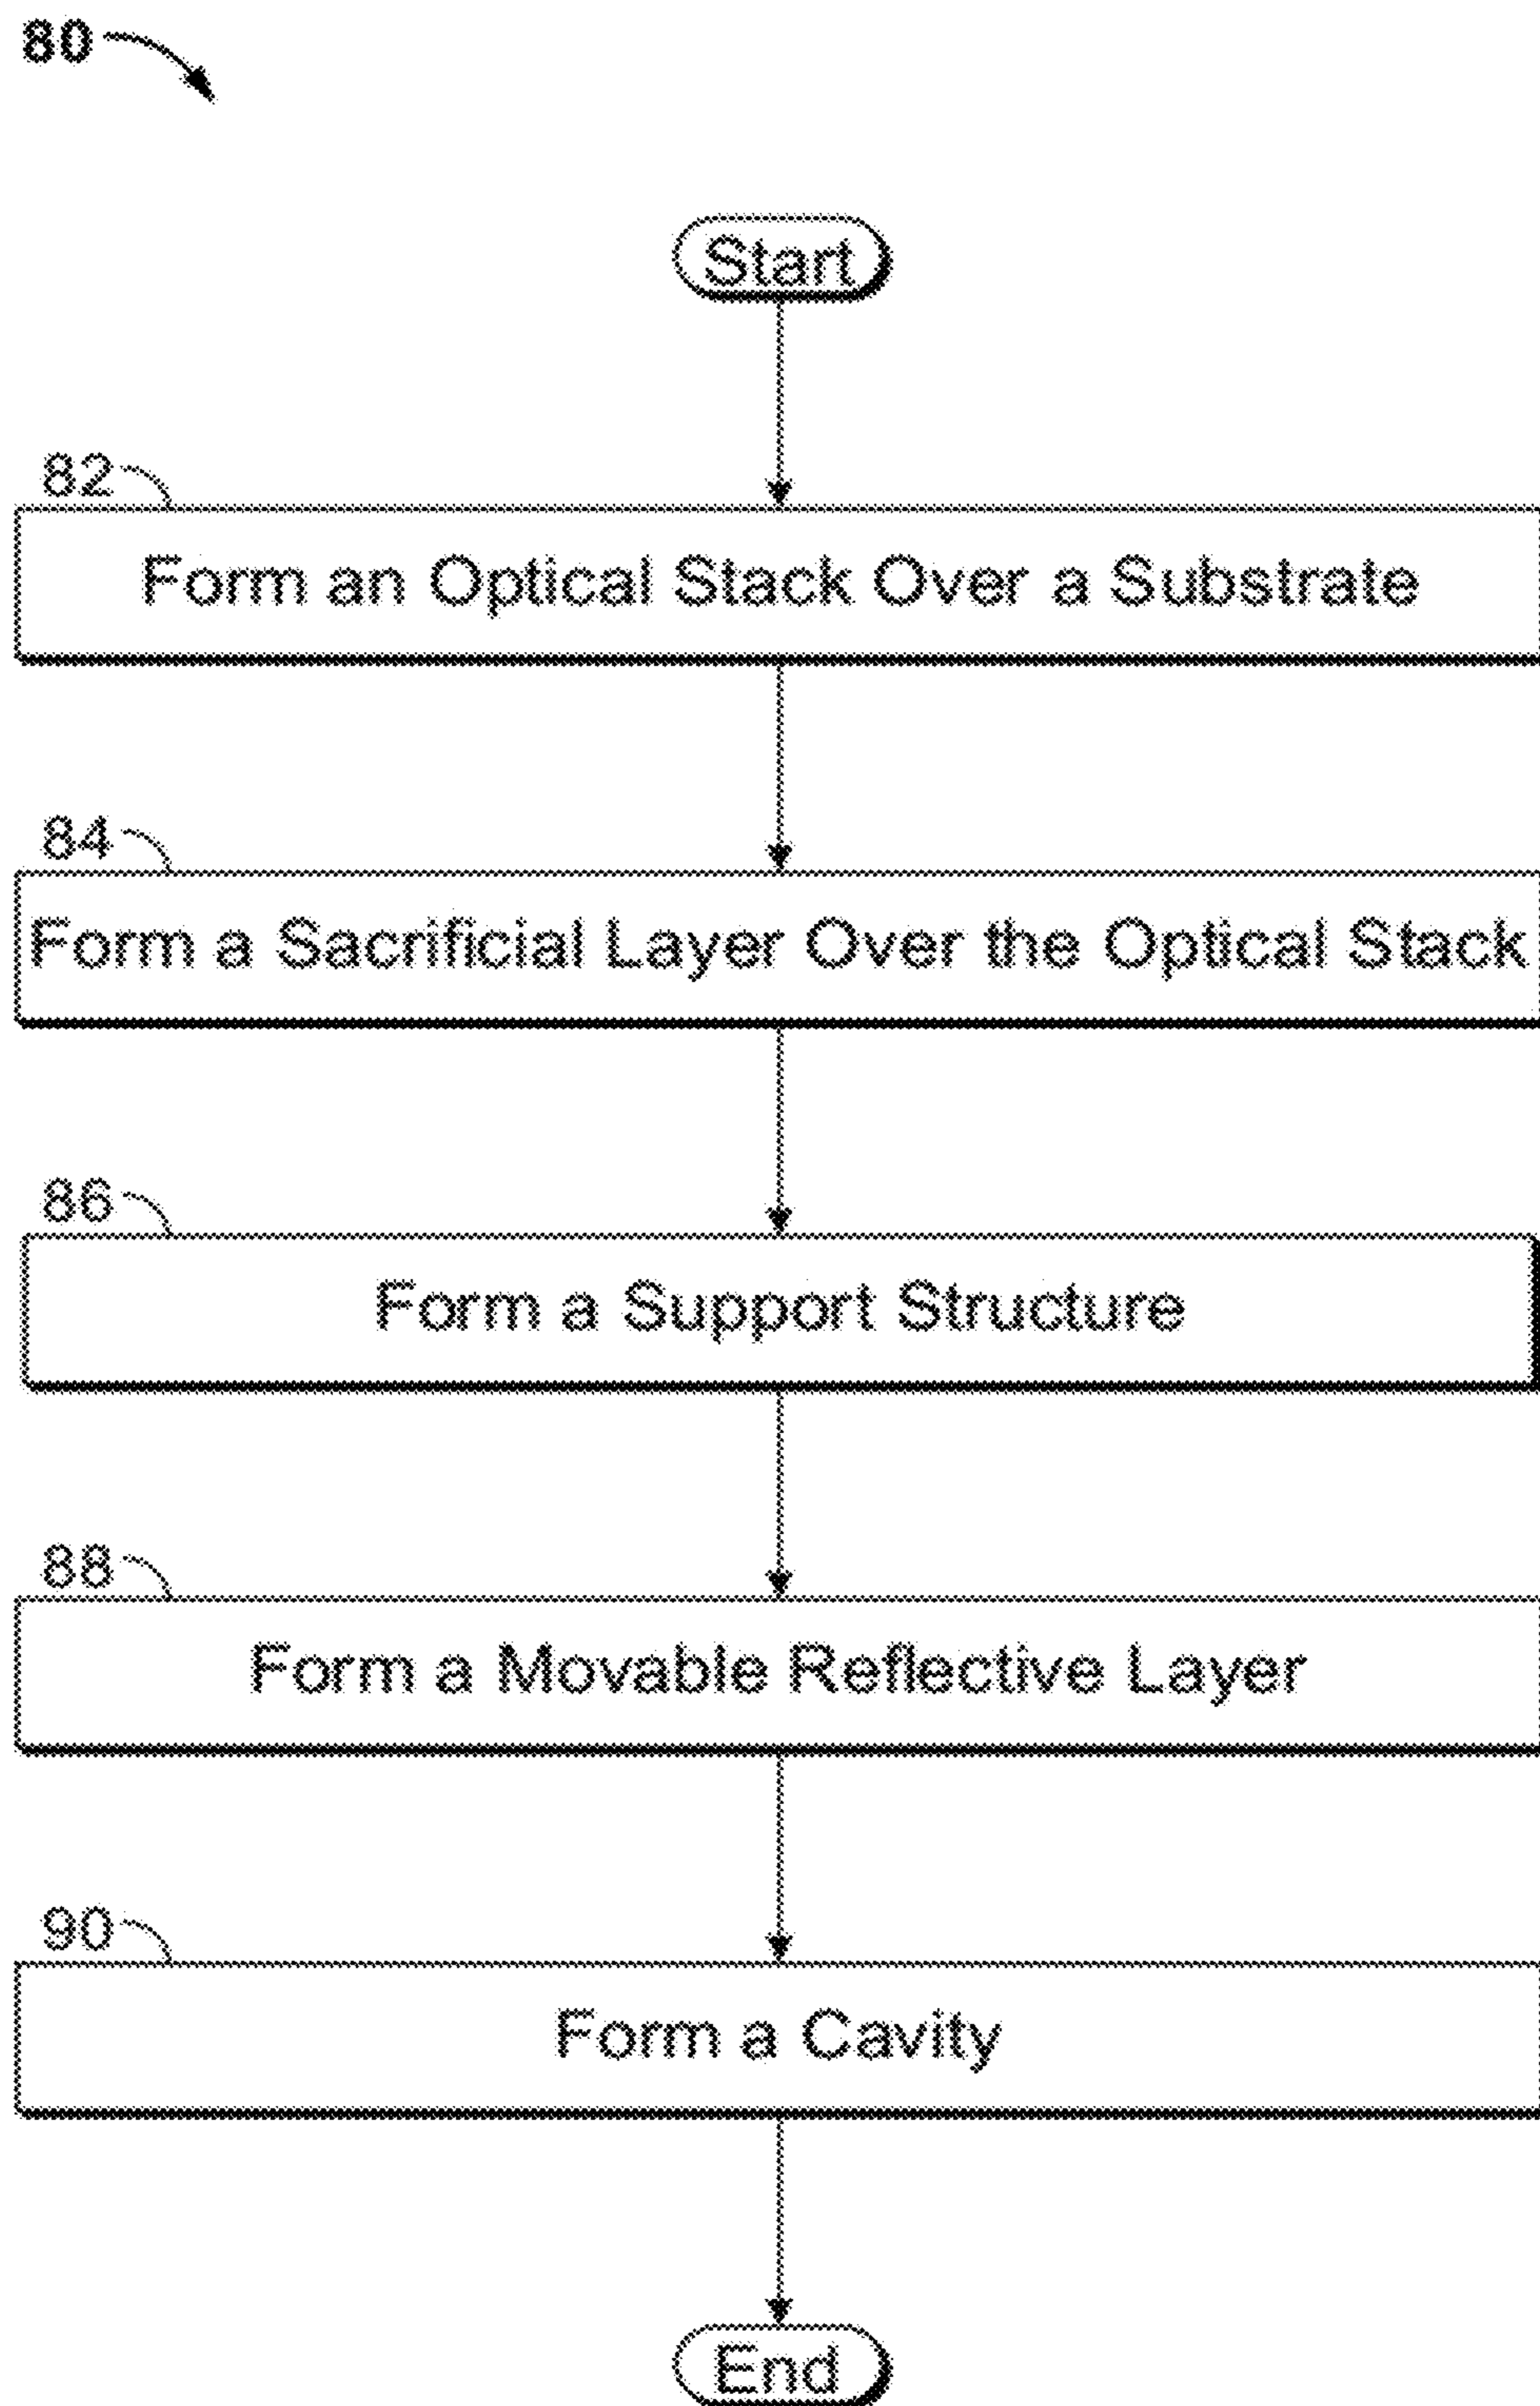 80
Start
82
Form an Optical Stack Over a Substrate
84
Form a Sacrificial Layer Over the Optical Stack
86
Form a Support Structure
88
Form a Movable Reflective Layer
90
Form a Cavity
End